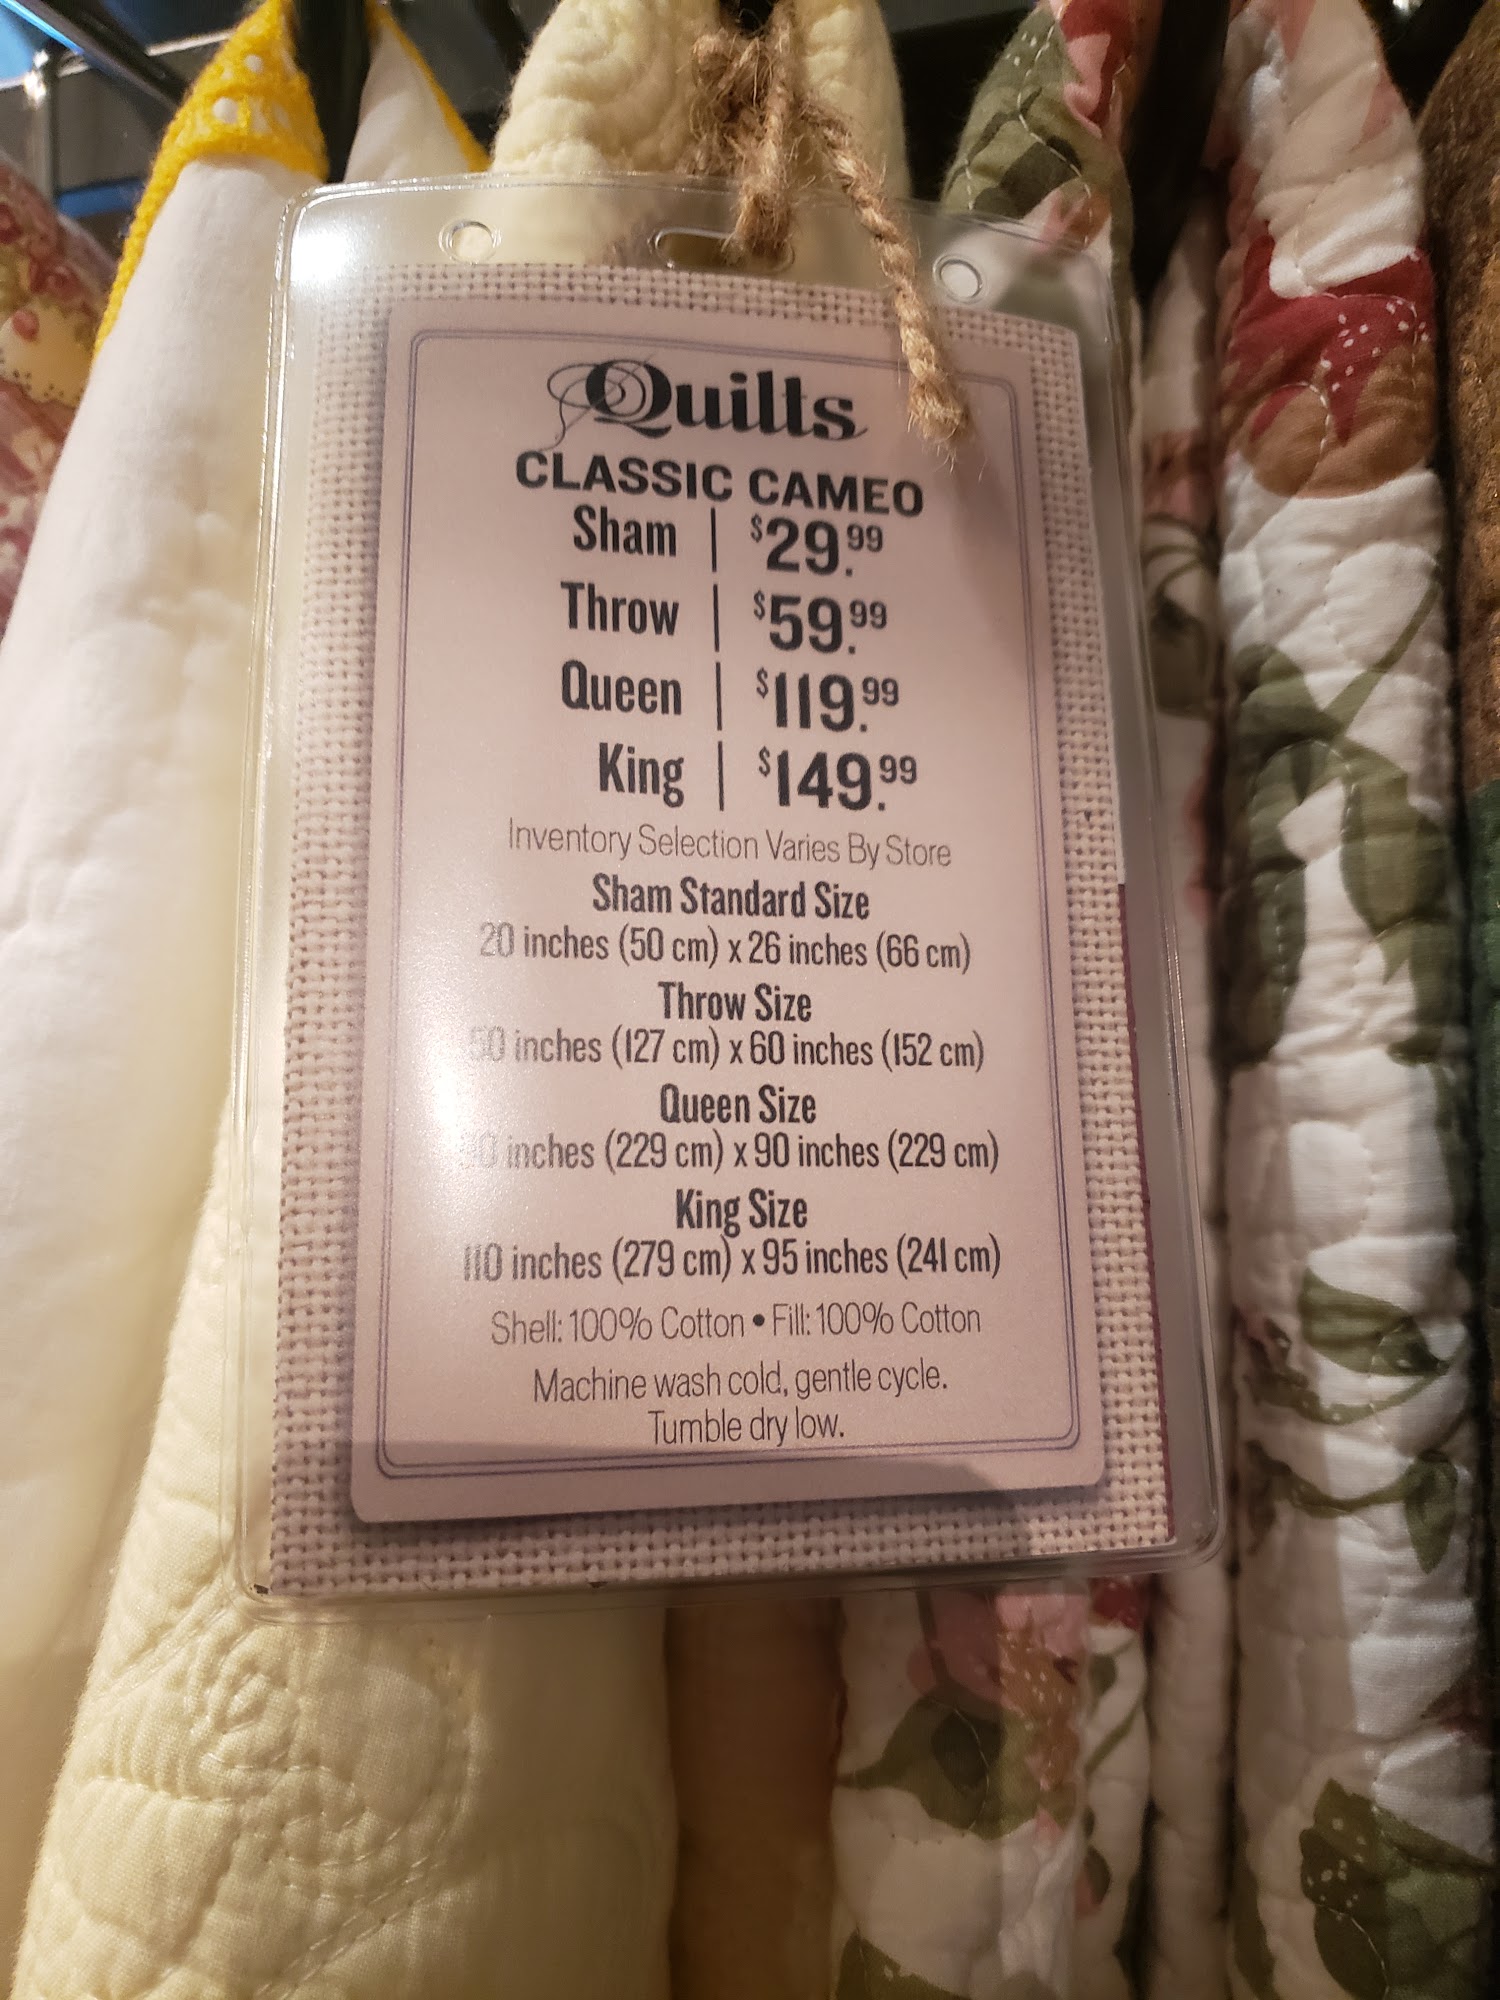 Quilts
CLASSIC CAMEO
Sham | $29.99
Throw | $59.99
Queen | $119.99
King | $149.99
Inventory Selection Varies By Store
Sham Standard Size
20 inches (50 cm) x 26 inches (66 cm)
Throw Size
50 inches (127 cm) x 60 inches (152 cm)
Queen Size
90 inches (229 cm) x 90 inches (229 cm)
King Size
110 inches (279 cm) x 95 inches (241 cm)
Shell: 100% Cotton • Fill: 100% Cotton
Machine wash cold, gentle cycle.
Tumble dry low.